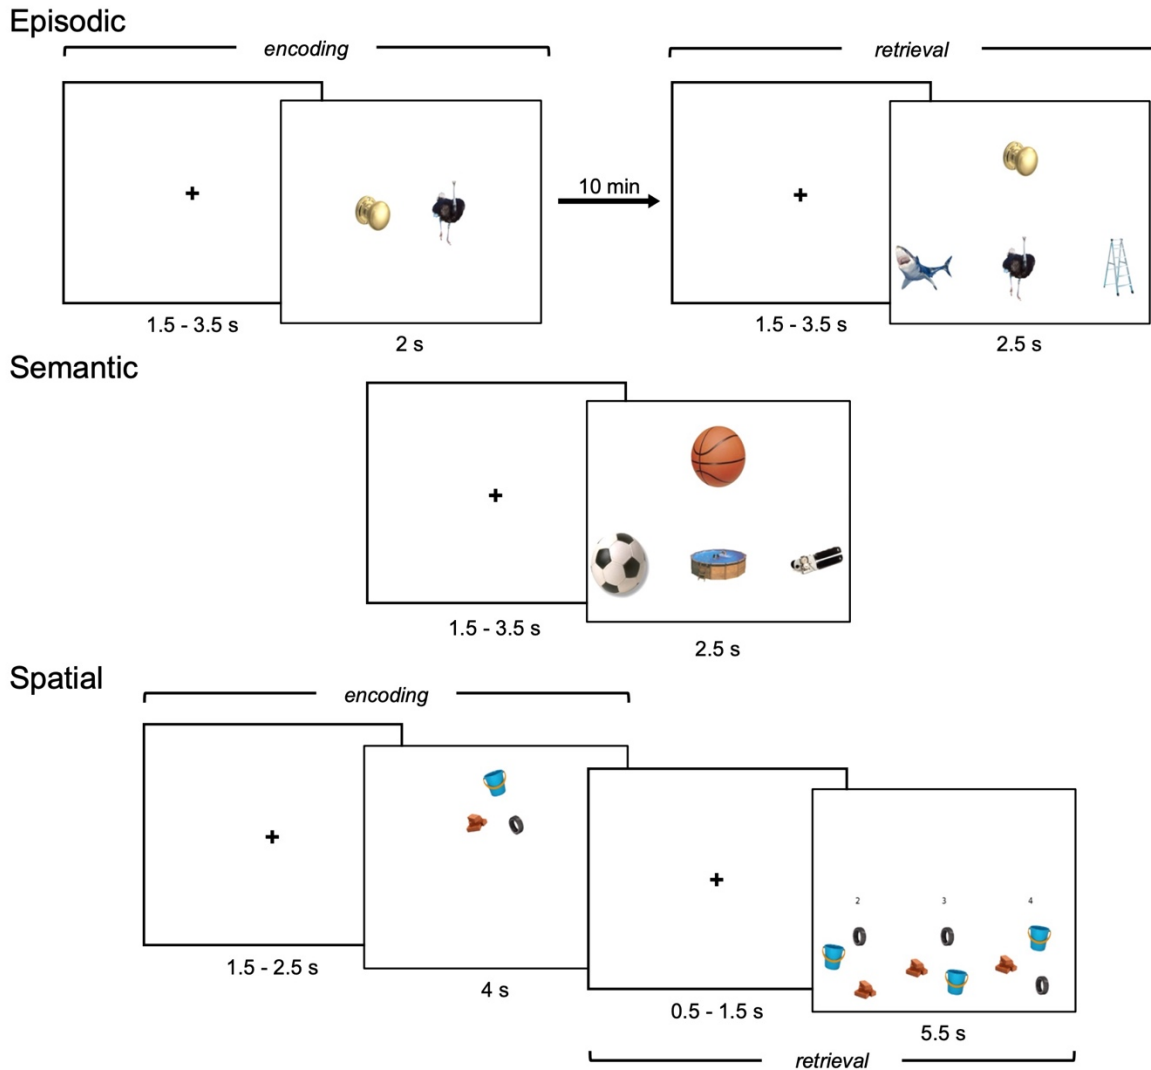 Episodic
encoding
retrieval
+
+
10 min
1.5 - 3.5 s
2 s
1.5 - 3.5 s
2.5 s
Semantic
+
1.5 - 3.5 s
2.5 s
Spatial
encoding
+
+
2 3 4
1.5 - 2.5 s
4 s
0.5 - 1.5 s
5.5 s
retrieval